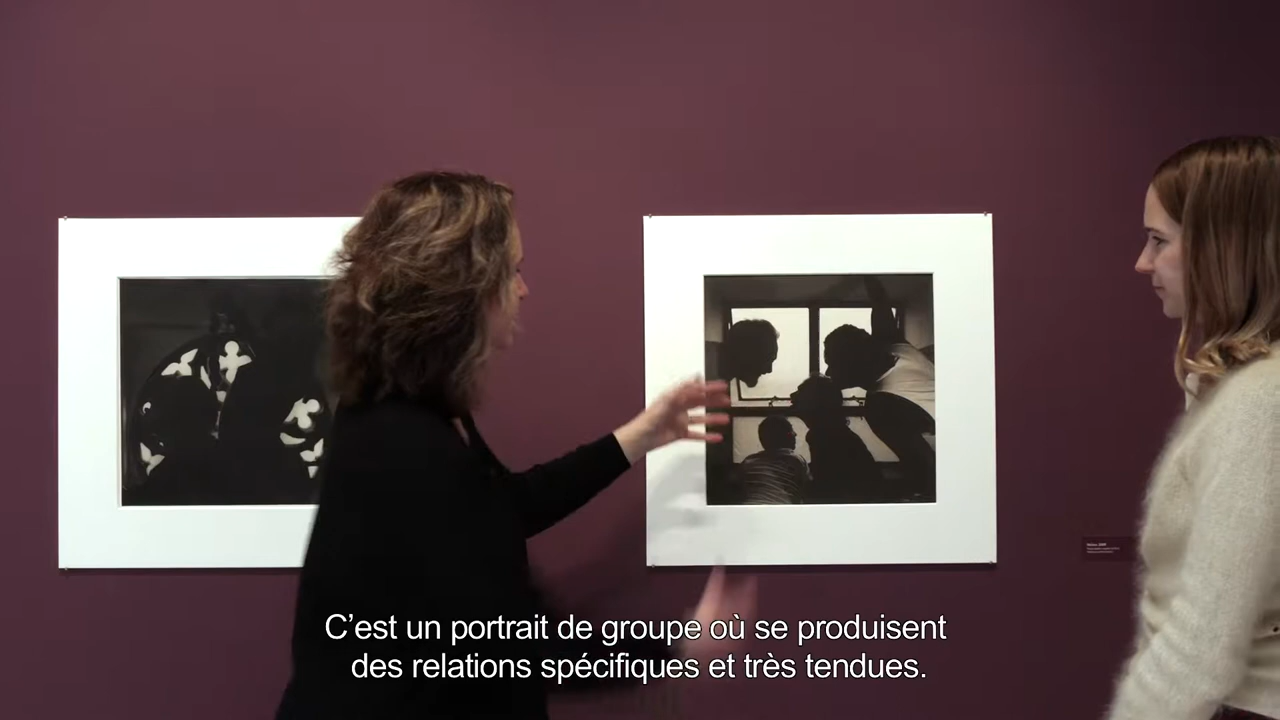 C’est un portrait de groupe où se produisent
des relations spécifiques et très tendues.